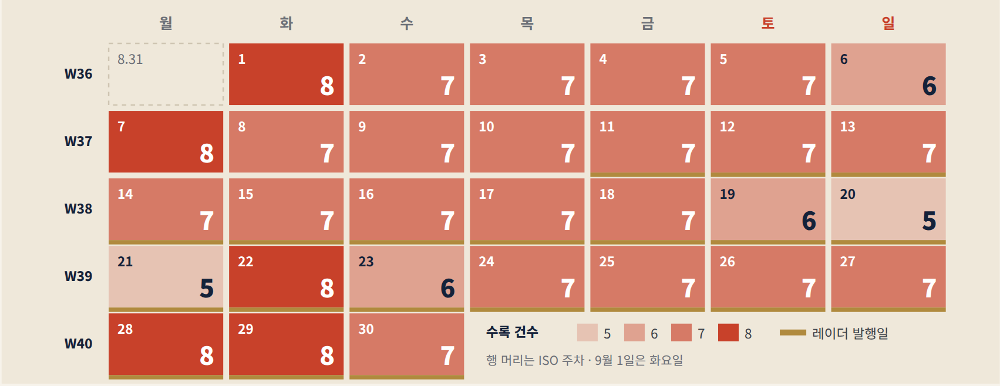 월 화 수 목 금 토 일
W36 8.31 1 8 2 7 3 7 4 7 5 7 6 6
W37 7 8 8 7 9 7 10 7 11 7 12 7 13 7
W38 14 7 15 7 16 7 17 7 18 7 19 6 20 5
W39 21 5 22 8 23 6 24 7 25 7 26 7 27 7
W40 28 8 29 8 30 7
수록 건수 5 6 7 8 레이더 발행일
행 머리는 ISO 주차 · 9월 1일은 화요일